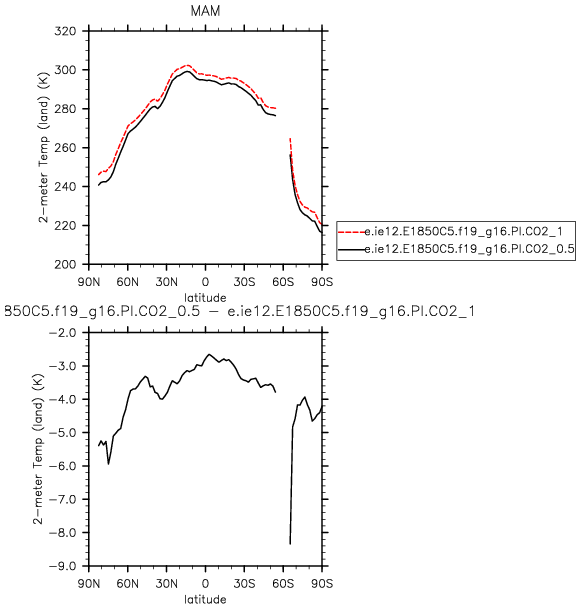 MAM
320
300
280
260
240
220
200
2-meter Temp (land) (K)
90N 60N 30N 0 30S 60S 90S
latitude
e.ie12.E1850C5.f19_g16.PI.CO2_1
e.ie12.E1850C5.f19_g16.PI.CO2_0.5
850C5.f19_g16.PI.CO2_0.5 − e.ie12.E1850C5.f19_g16.PI.CO2_1
−2.0
−3.0
−4.0
−5.0
−6.0
−7.0
−8.0
−9.0
2-meter Temp (land) (K)
90N 60N 30N 0 30S 60S 90S
latitude